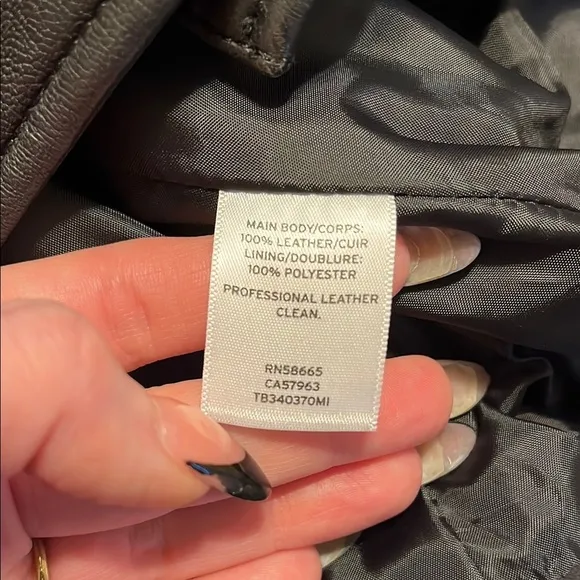 MAIN BODY/CORPS:
100% LEATHER/CUIR
LINING/DOUBLURE:
100% POLYESTER
PROFESSIONAL LEATHER
CLEAN.
RN58665
CA57963
TB340370MI